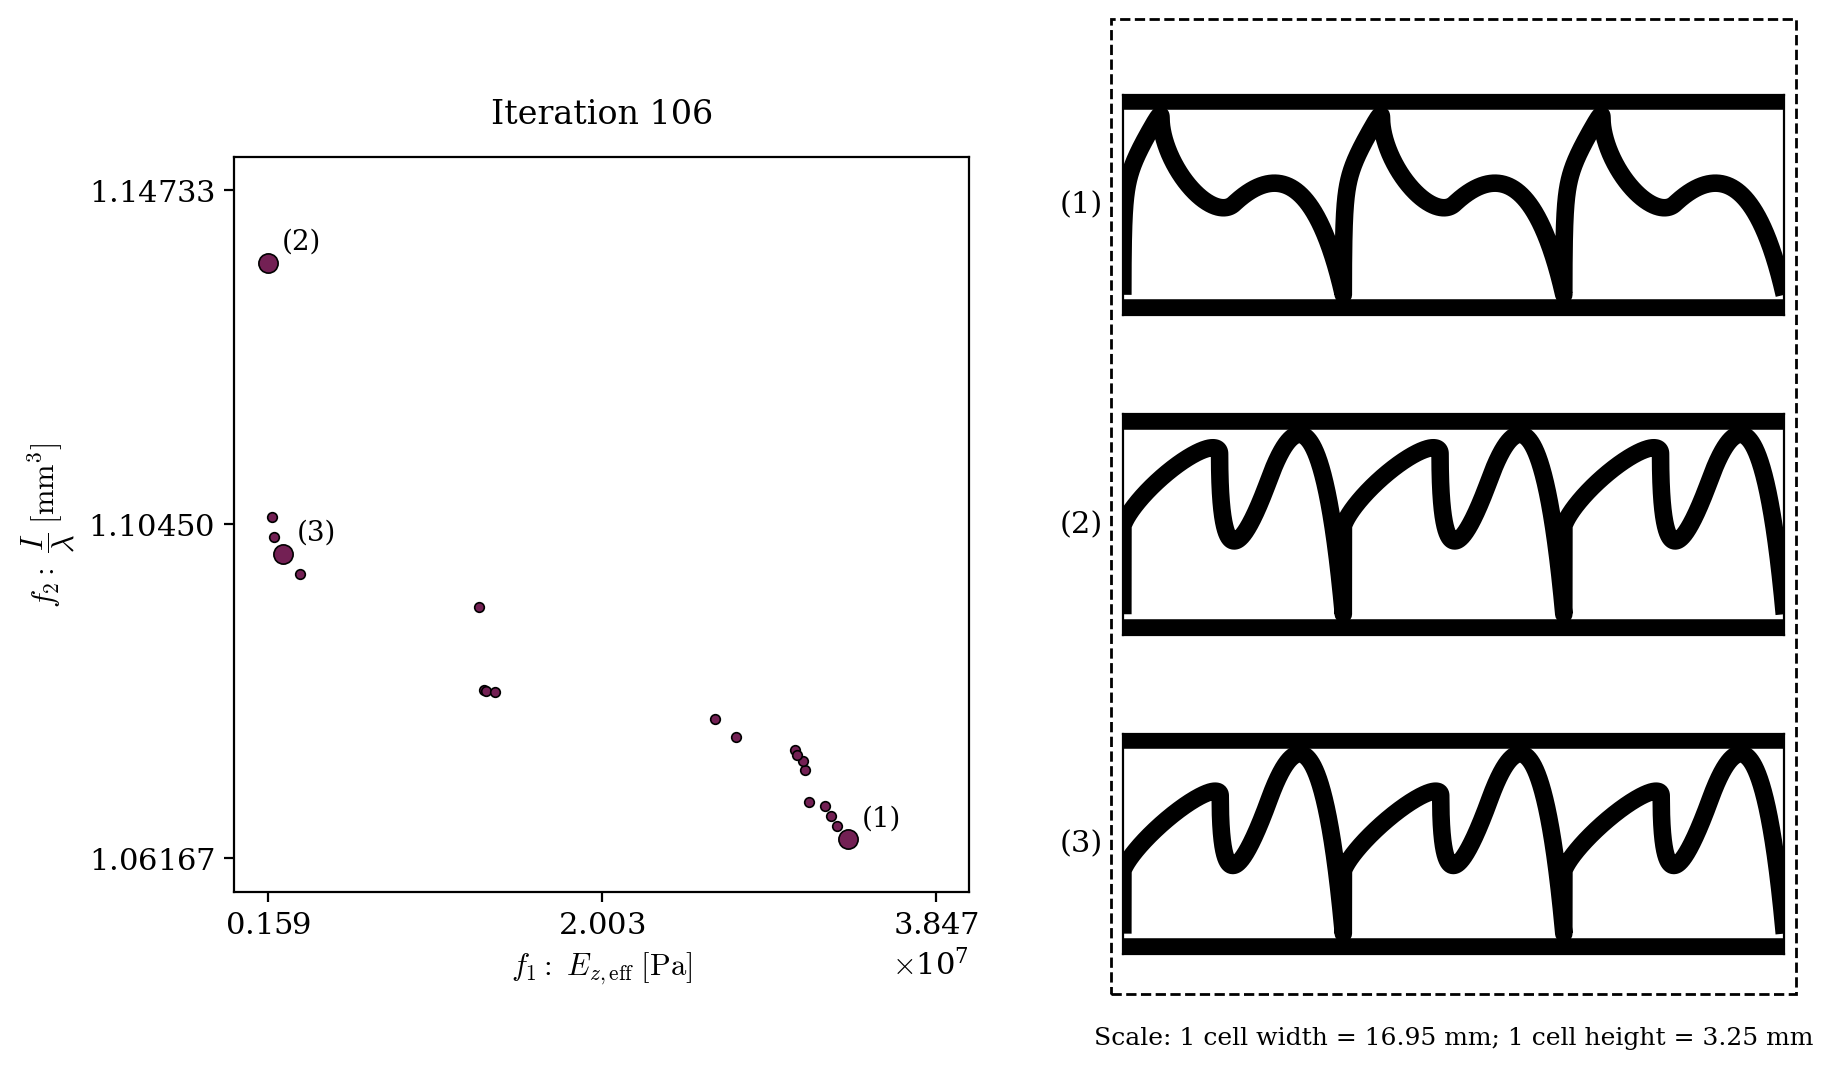 Iteration 106
1.14733
1.10450
1.06167
f₂ : I/λ [mm³]
(2)
(3)
(1)
0.159 2.003 3.847
×10⁷
f₁ : E_{z, eff} [Pa]
(1)
(2)
(3)
Scale: 1 cell width = 16.95 mm; 1 cell height = 3.25 mm